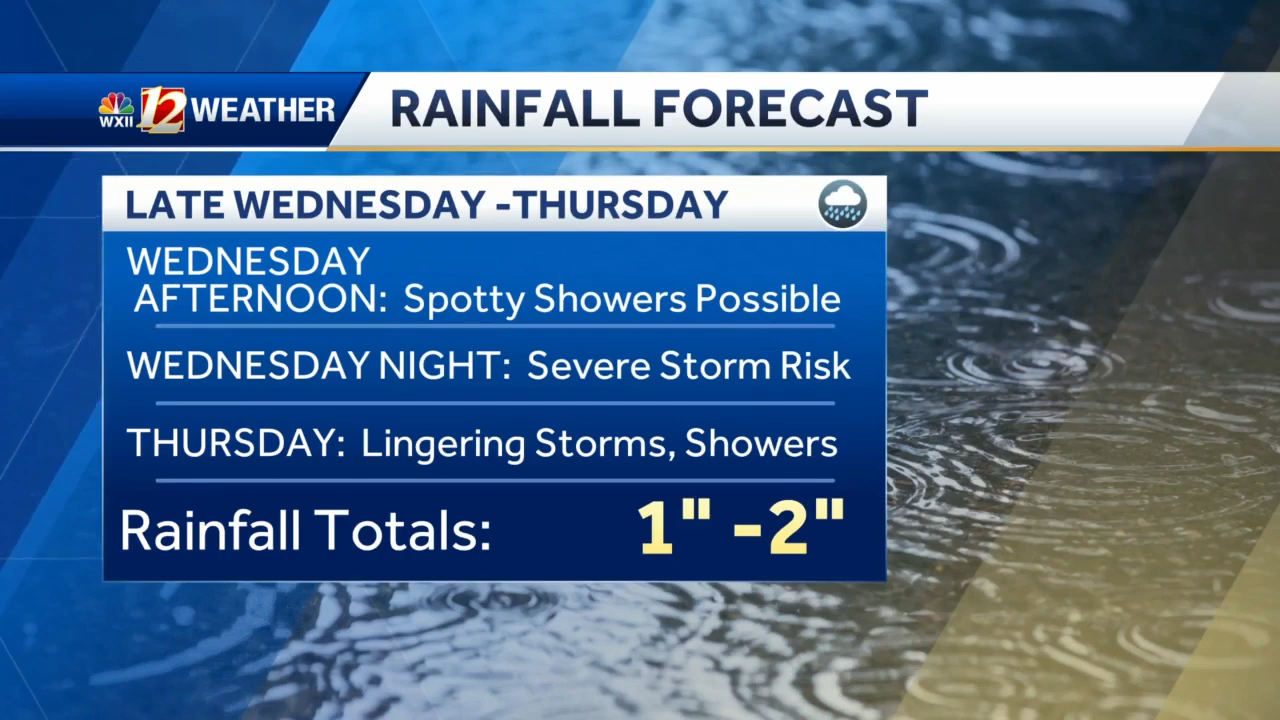 WXII 12 WEATHER
RAINFALL FORECAST
LATE WEDNESDAY -THURSDAY
WEDNESDAY
AFTERNOON: Spotty Showers Possible
WEDNESDAY NIGHT: Severe Storm Risk
THURSDAY: Lingering Storms, Showers
Rainfall Totals: 1" -2"